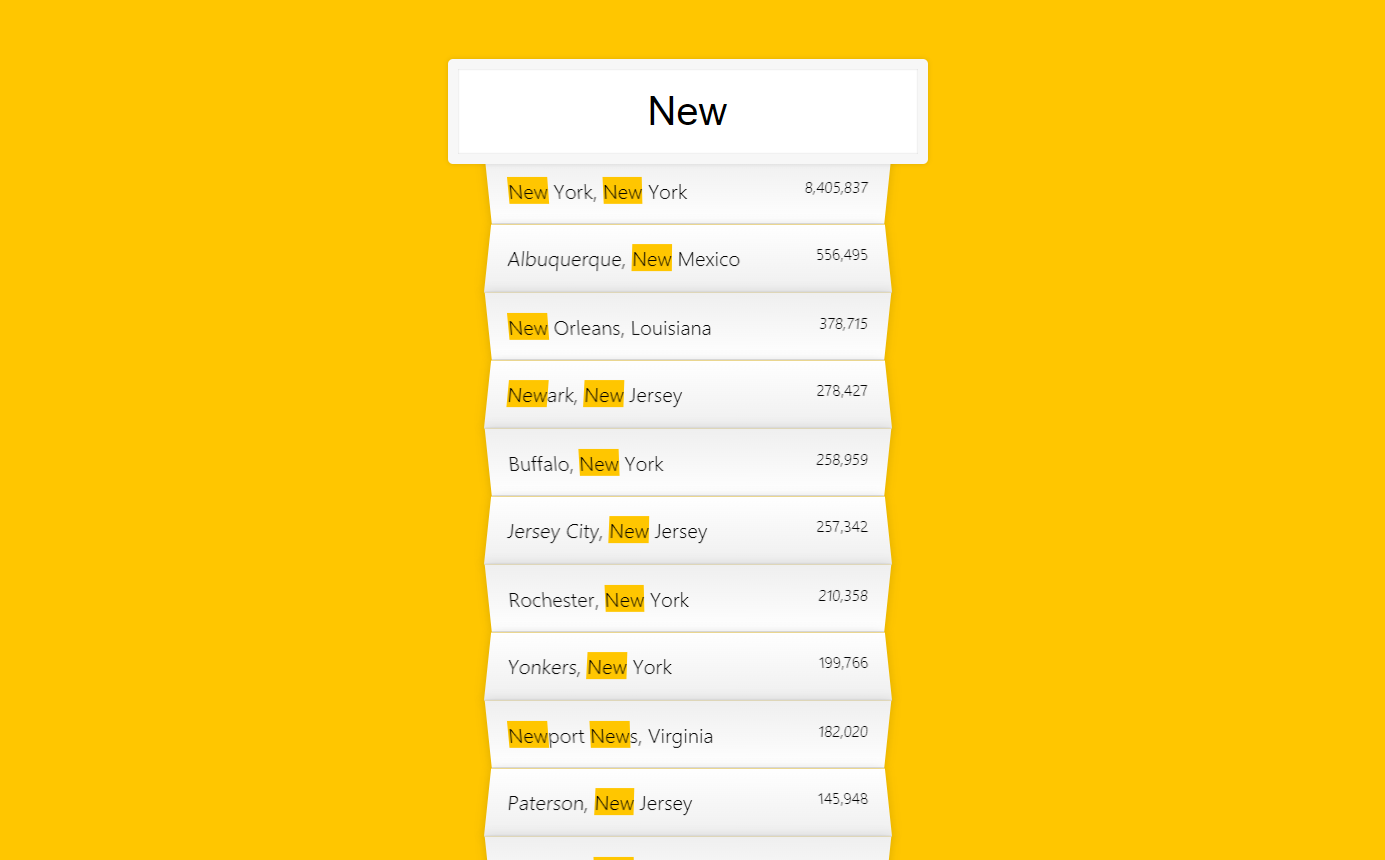 New
New York, New York 8,405,837
Albuquerque, New Mexico 556,495
New Orleans, Louisiana 378,715
Newark, New Jersey 278,427
Buffalo, New York 258,959
Jersey City, New Jersey 257,342
Rochester, New York 210,358
Yonkers, New York 199,766
Newport News, Virginia 182,020
Paterson, New Jersey 145,948